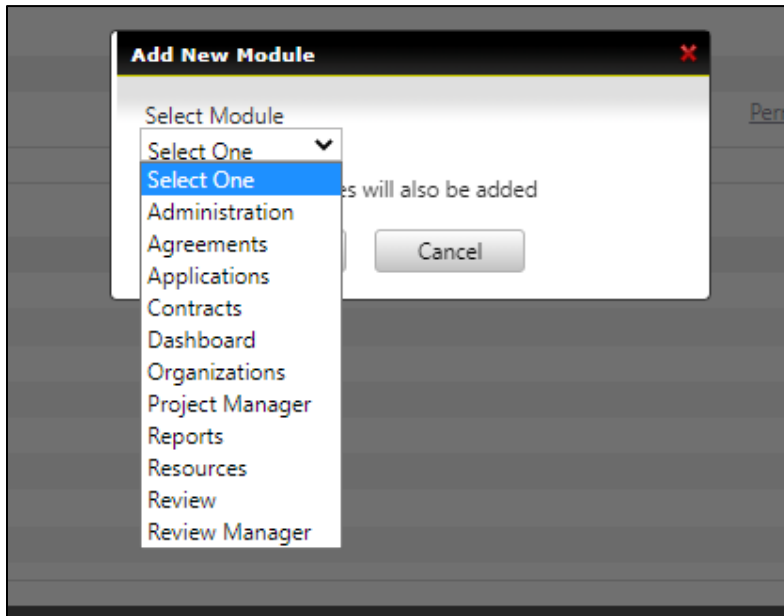 Add New Module
Select Module
Select One
Select One
Administration
Agreements
Applications
Contracts
Dashboard
Organizations
Project Manager
Reports
Resources
Review
Review Manager
will also be added
Cancel